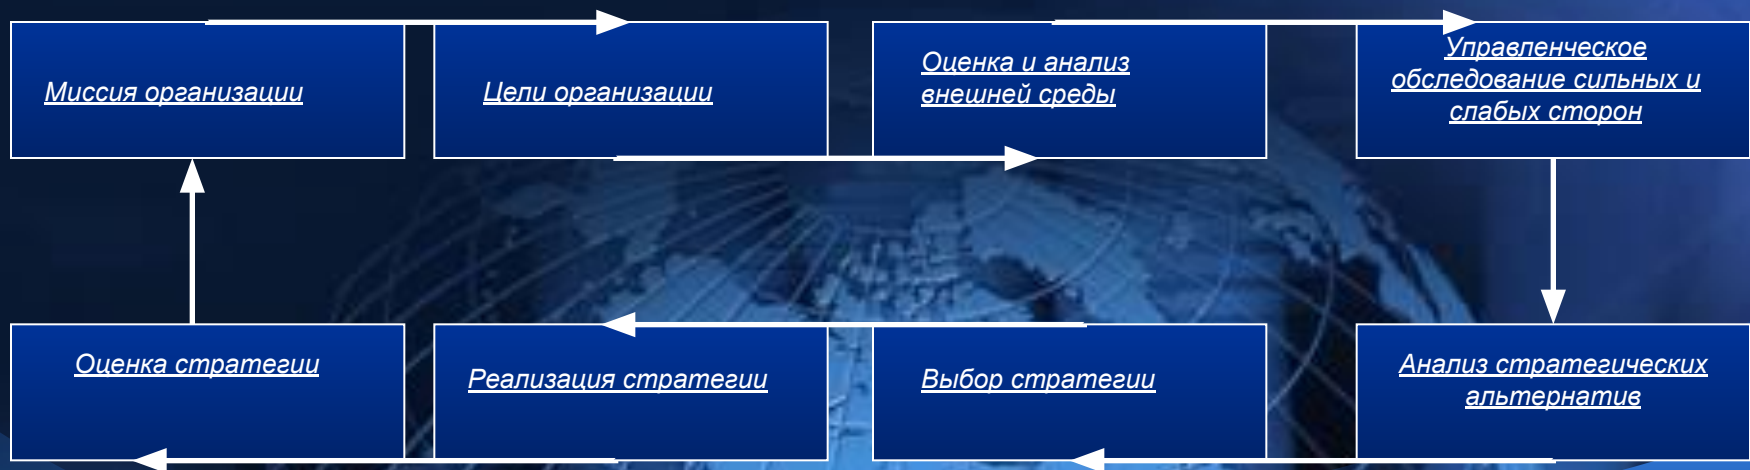 Миссия организации
Цели организации
Оценка и анализ
внешней среды
Управленческое
обследование сильных и
слабых сторон
Оценка стратегии
Реализация стратегии
Выбор стратегии
Анализ стратегических
альтернатив